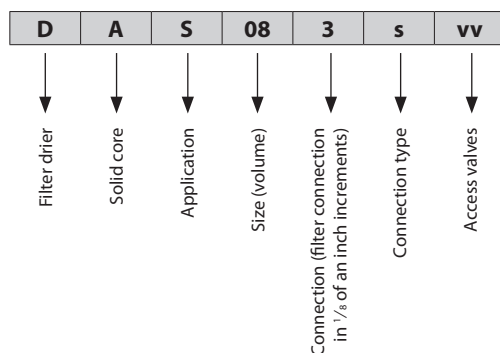 D A S 08 3 s vv
Filter drier
Solid core
Application
Size (volume)
Connection (filter connection
in 1/8 of an inch increments)
Connection type
Access valves